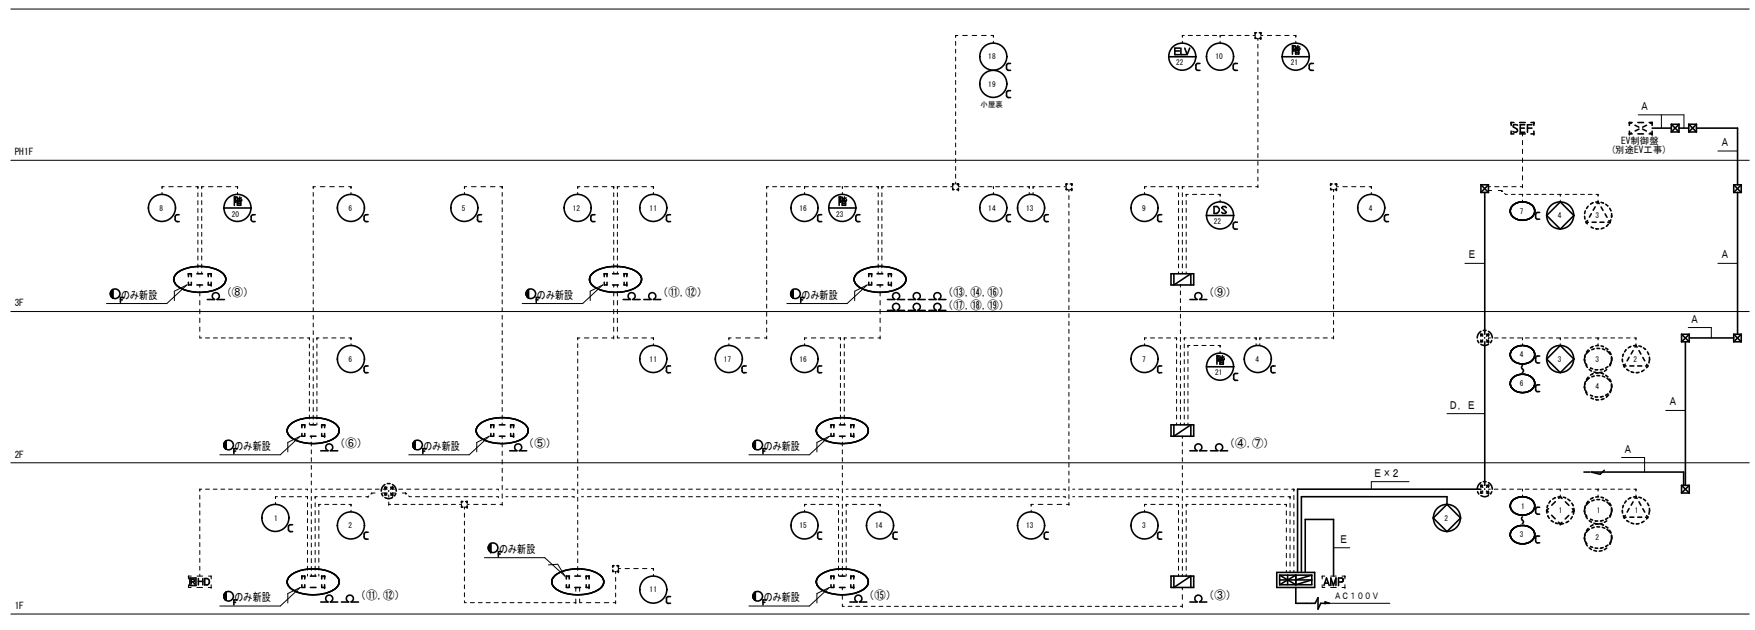 ELV
22
C
10
C
階
21
C
18
C
19
C
小屋裏
A
SEF
EV制御盤
(別途EV工事)
A
PH1F
8
C
階
20
C
6
C
5
C
12
C
11
C
16
C
階
23
C
14
C
13
C
9
C
DS
22
C
4
C
7
C
4
3
E
A
のみ新設
(⑧)
のみ新設
(⑪.⑫)
のみ新設
(⑬.⑭.⑯)
(⑰.⑱.⑲)
(⑨)
3F
A
6
C
11
C
17
C
16
C
7
C
階
21
C
4
C
4
C
6
C
3
3
4
2
D, E
A
のみ新設
(⑥)
のみ新設
(⑤)
のみ新設
(④.⑦)
2F
A
E×2
1
C
2
C
15
C
14
C
13
C
3
C
2
1
C
3
C
1
1
2
1
E
のみ新設
HD
のみ新設
(⑪.⑫)
11
C
のみ新設
(⑮)
(③)
AMP
AC100V
1F